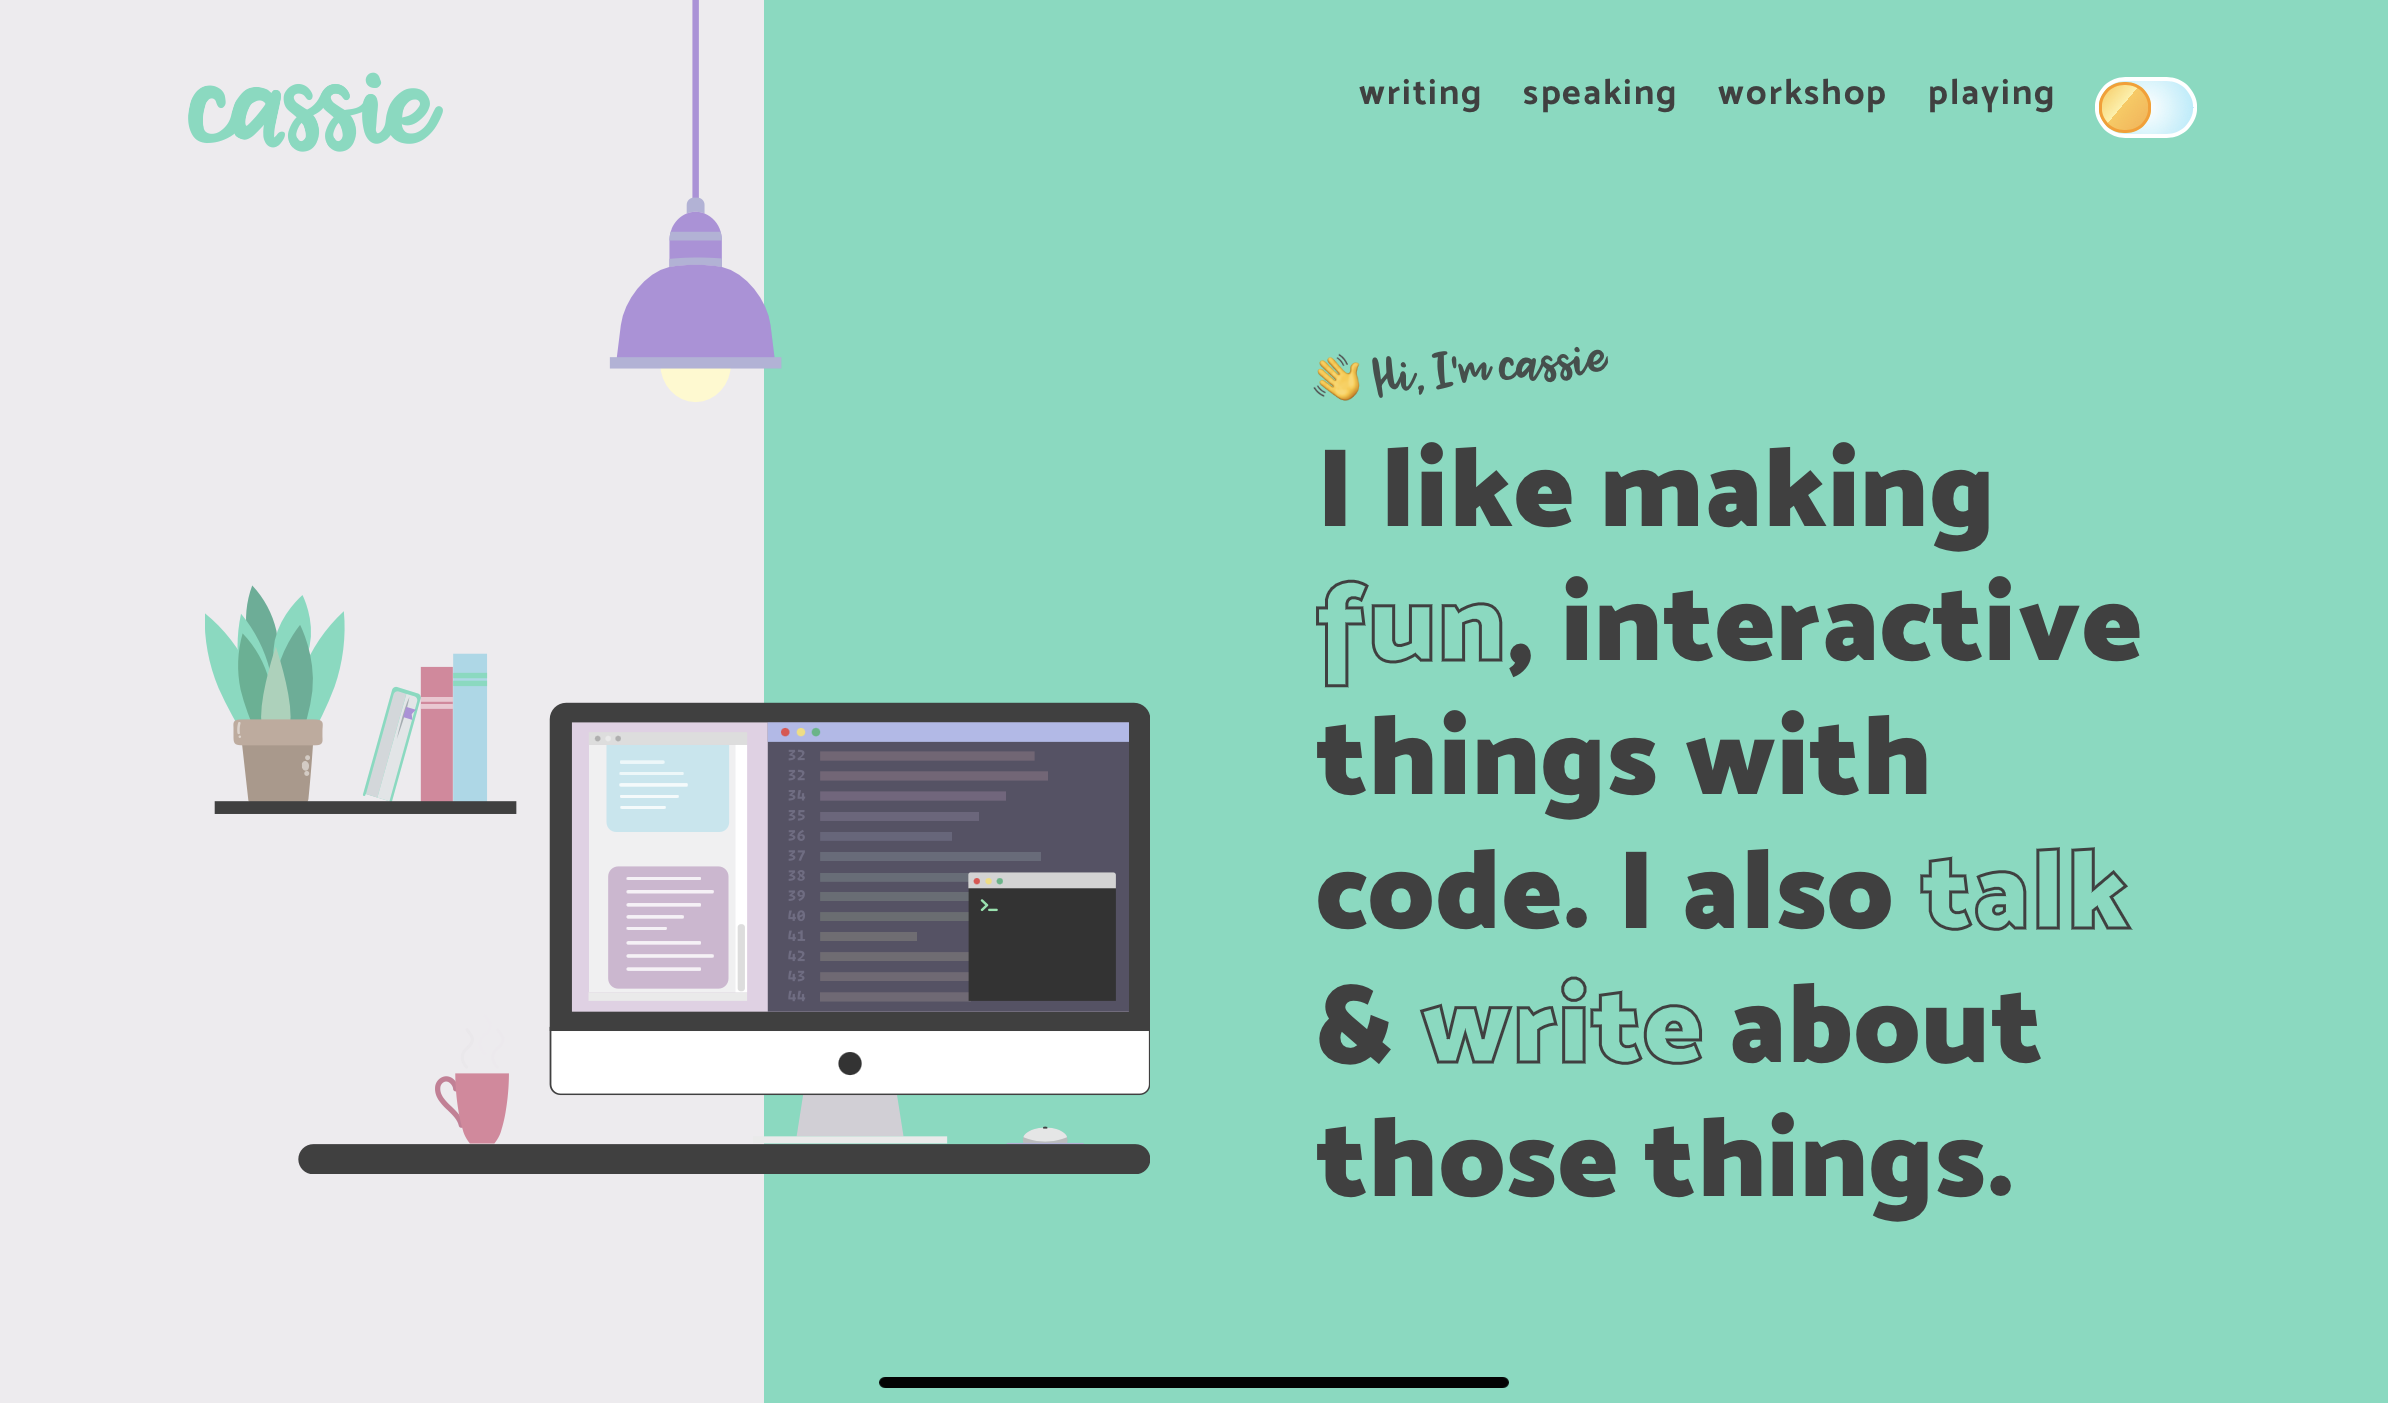 cassie
writing speaking workshop playing
👋 Hi, I'm cassie
I like making
fun, interactive
things with
code. I also talk
& write about
those things.
32
32
34
35
36
37
38
39
40
41
42
43
44
>_